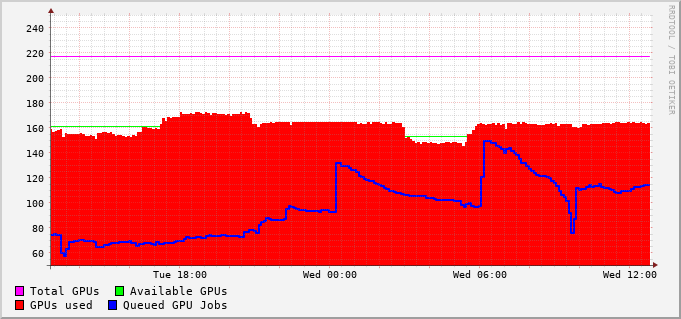 240
220
200
180
160
140
120
100
80
60
Tue 18:00 Wed 00:00 Wed 06:00 Wed 12:00
Total GPUs Available GPUs
GPUs used Queued GPU Jobs
RRDTOOL / TOBI OETIKER